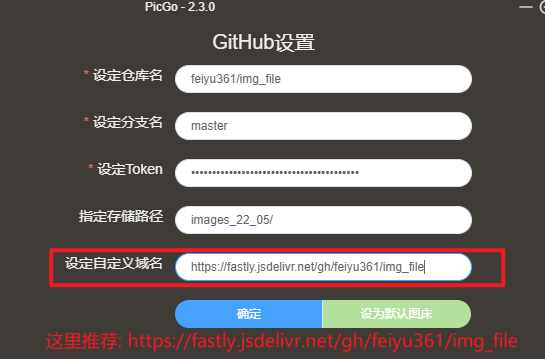 PicGo - 2.3.0
GitHub设置
* 设定仓库名 feiyu361/img_file
* 设定分支名 master
* 设定Token ••••••••••••••••••••••••••••••••••••••••
指定存储路径 images_22_05/
设定自定义域名 https://fastly.jsdelivr.net/gh/feiyu361/img_file
确定 设为默认图床
这里推荐: https://fastly.jsdelivr.net/gh/feiyu361/img_file